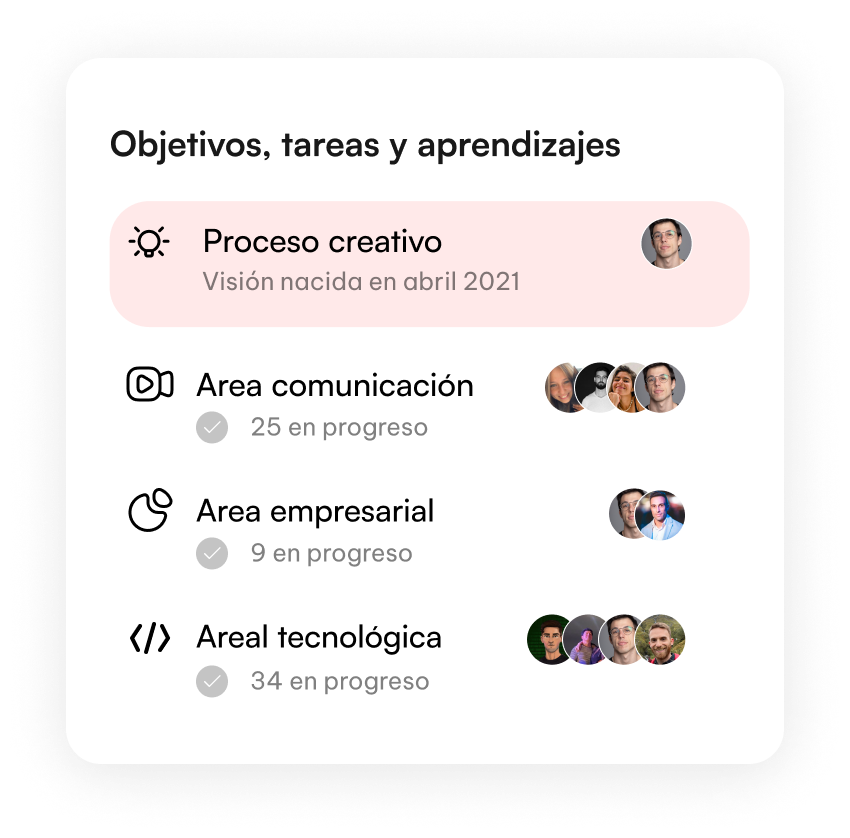 Objetivos, tareas y aprendizajes
Proceso creativo
Visión nacida en abril 2021
Area comunicación
25 en progreso
Area empresarial
9 en progreso
Areal tecnológica
34 en progreso